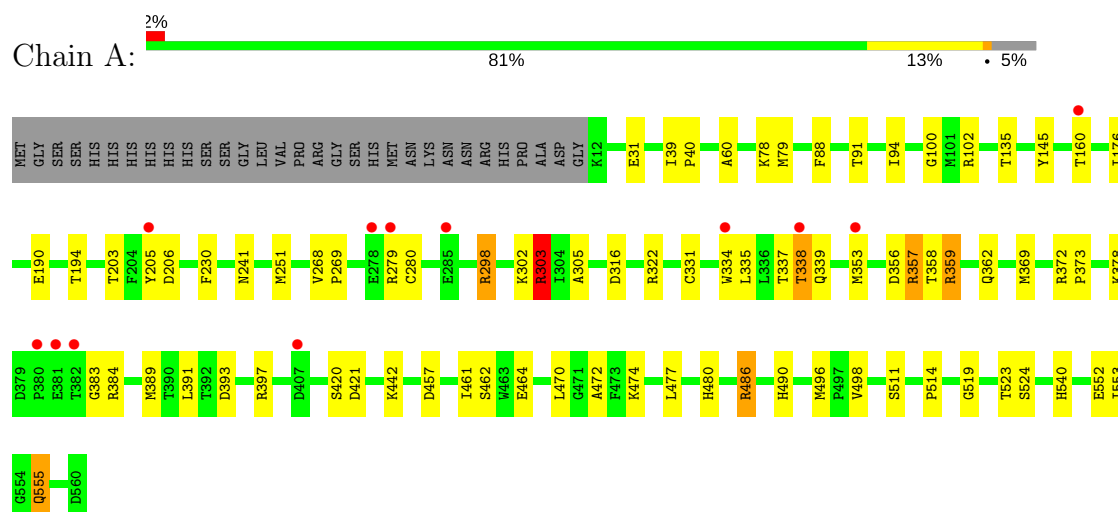 2%
Chain A:
81% 13% • 5%
MET GLY SER SER HIS HIS HIS HIS HIS HIS SER SER GLY LEU VAL PRO ARG GLY SER HIS MET ASN LYS ASN ASN ARG HIS PRO ALA ASP GLY K12 E31 I39 P40 A60 K78 W79 F88 T91 I94 G100 M101 R102 T135 Y145 T160 I176
E190 T194 T203 F204 Y205 D206 F230 N241 M251 V268 P269 E278 R279 C280 E285 R298 K302 R303 I304 A305 D316 R322 C331 W334 L335 L336 T337 T338 Q339 M353 D356 R357 T358 R359 Q362 M369 R372 P373 K378
D379 P380 E381 T382 G383 R384 M389 T390 L391 T392 D393 R397 D407 S420 D421 K442 D457 I461 S462 W463 E464 L470 G471 A472 F473 K474 L477 H480 R486 H490 M496 P497 V498 S511 P514 G519 T523 S524 H540 E552 I553
G554 Q555 D560